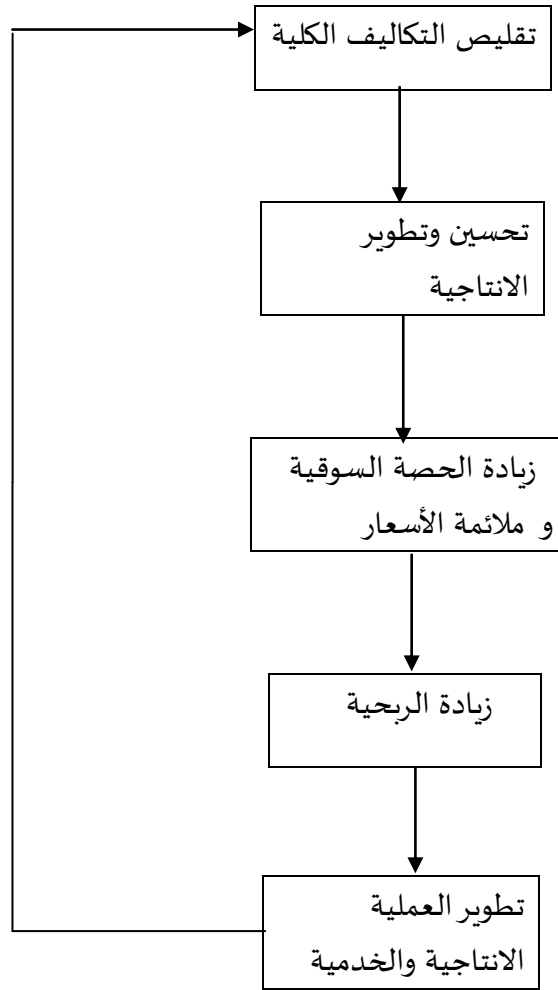 تقليص التكاليف الكلية
تحسين وتطوير
الانتاجية
زيادة الحصة السوقية
و ملائمة الأسعار
زيادة الربحية
تطوير العملية
الانتاجية والخدمية